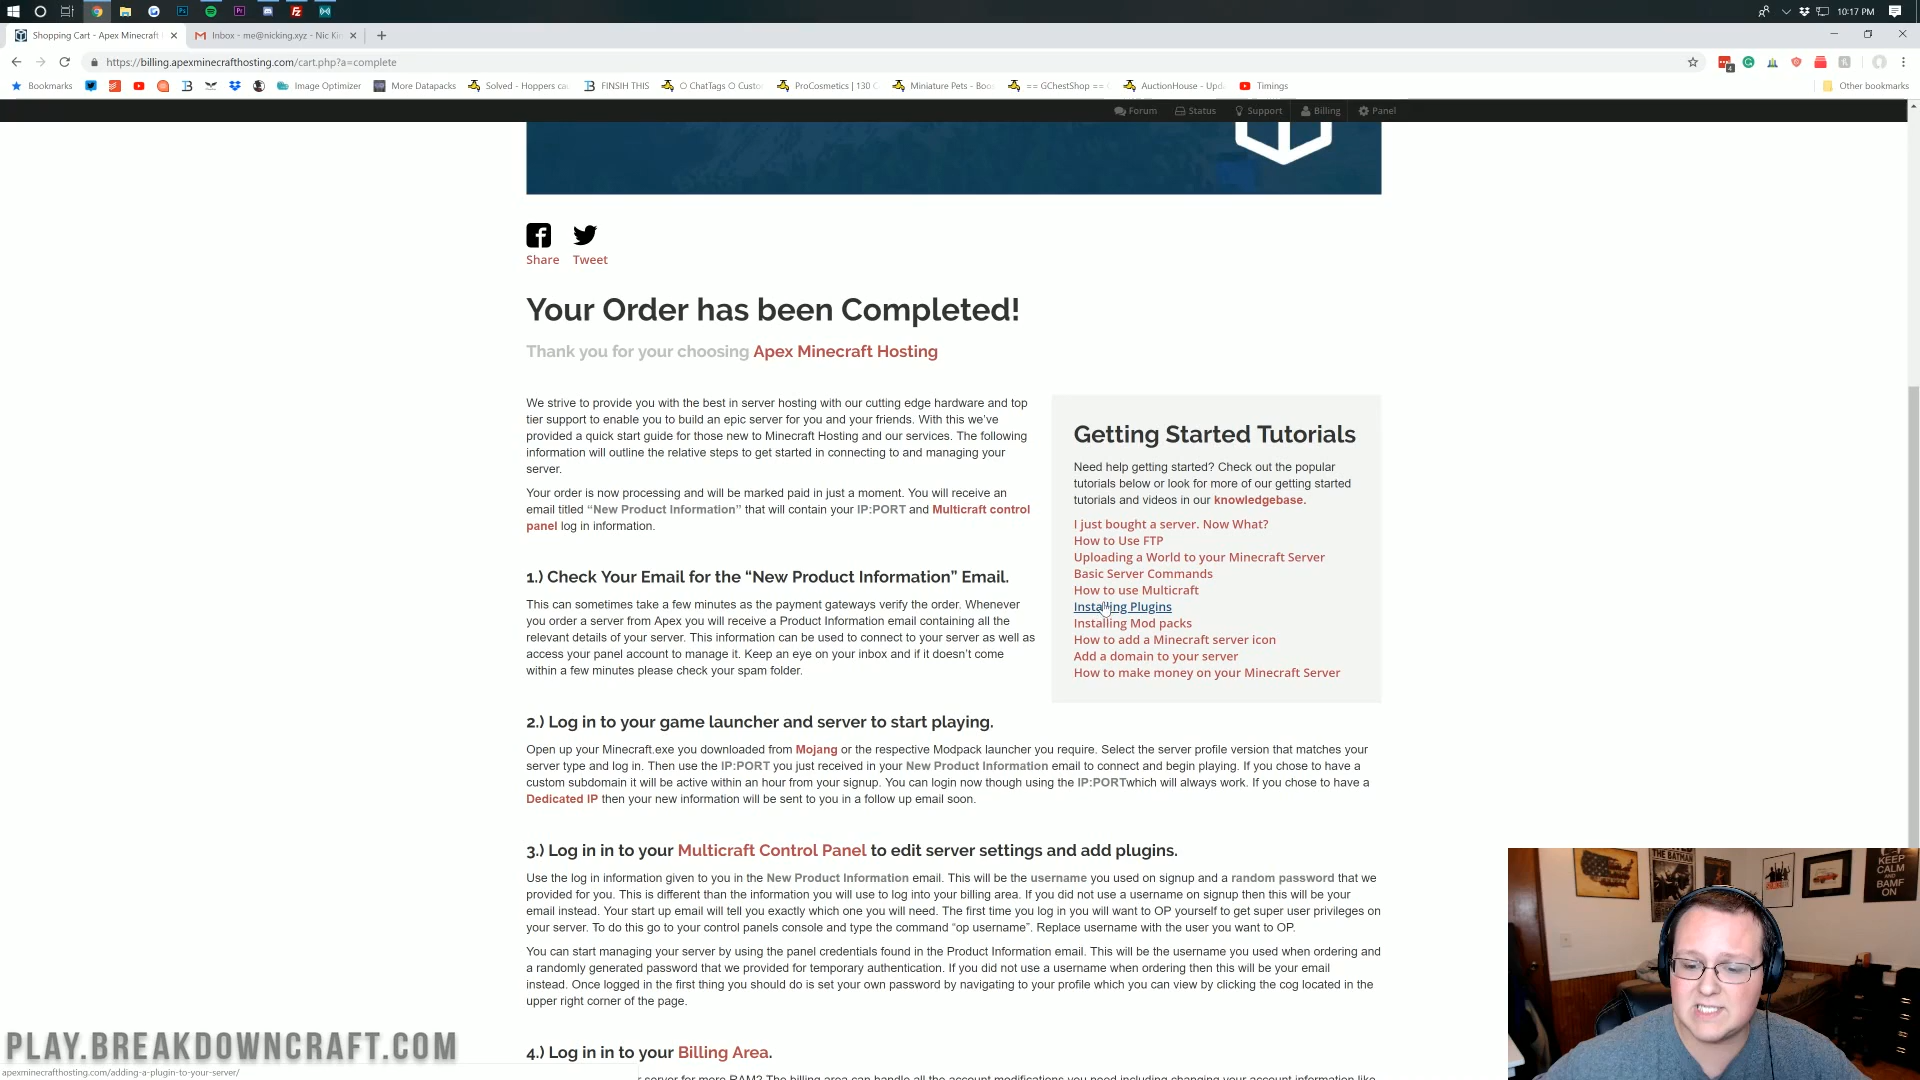 10:17 PM
Shopping Cart - Apex Minecraft
Inbox - me@nicking.xyz - Nic Ki
https://billing.apexminecrafthosting.com/cart.php?a=complete
Bookmarks
Image Optimizer
More Datapacks
Solved - Hoppers ca
FINSIH THIS
O ChatTags O Custo
ProCosmetics | 130 C
Miniature Pets - Boo
== GChestShop ==
AuctionHouse - Upd
Timings
Other bookmarks
Forum
Status
Support
Billing
Panel
Share
Tweet
Your Order has been Completed!
Thank you for your choosing Apex Minecraft Hosting
We strive to provide you with the best in server hosting with our cutting edge hardware and top
tier support to enable you to build an epic server for you and your friends. With this we've
provided a quick start guide for those new to Minecraft Hosting and our services. The following
information will outline the relative steps to get started in connecting to and managing your
server.
Your order is now processing and will be marked paid in just a moment. You will receive an
email titled "New Product Information" that will contain your IP:PORT and Multicraft control
panel log in information.
1.) Check Your Email for the "New Product Information" Email.
This can sometimes take a few minutes as the payment gateways verify the order. Whenever
you order a server from Apex you will receive a Product Information email containing all the
relevant details of your server. This information can be used to connect to your server as well as
access your panel account to manage it. Keep an eye on your inbox and if it doesn't come
within a few minutes please check your spam folder.
Getting Started Tutorials
Need help getting started? Check out the popular
tutorials below or look for more of our getting started
tutorials and videos in our knowledgebase.
I just bought a server. Now What?
How to Use FTP
Uploading a World to your Minecraft Server
Basic Server Commands
How to use Multicraft
Installing Plugins
Installing Mod packs
How to add a Minecraft server icon
Add a domain to your server
How to make money on your Minecraft Server
2.) Log in to your game launcher and server to start playing.
Open up your Minecraft.exe you downloaded from Mojang or the respective Modpack launcher you require. Select the server profile version that matches your
server type and log in. Then use the IP:PORT you just received in your New Product Information email to connect and begin playing. If you chose to have a
custom subdomain it will be active within an hour from your signup. You can login now though using the IP:PORTwhich will always work. If you chose to have a
Dedicated IP then your new information will be sent to you in a follow up email soon.
3.) Log in in to your Multicraft Control Panel to edit server settings and add plugins.
Use the log in information given to you in the New Product Information email. This will be the username you used on signup and a random password that we
provided for you. This is different than the information you will use to log into your billing area. If you did not use a username on signup then this will be your
email instead. Your start up email will tell you exactly which one you will need. The first time you log in you will want to OP yourself to get super user privileges on
your server. To do this go to your control panels console and type the command "op username". Replace username with the user you want to OP.
You can start managing your server by using the panel credentials found in the Product Information email. This will be the username you used when ordering and
a randomly generated password that we provided for temporary authentication. If you did not use a username when ordering then this will be your email
instead. Once logged in the first thing you should do is set your own password by navigating to your profile which you can view by clicking the cog located in the
upper right corner of the page.
4.) Log in in to your Billing Area.
server for more RAM? The billing area can handle all the account modifications you need including changing your account information like
PLAY.BREAKDOWNCRAFT.COM
apexminecrafthosting.com/adding-a-plugin-to-your-server/
THE BATMAN
KEEP
CALM
AND
BAMF
ON